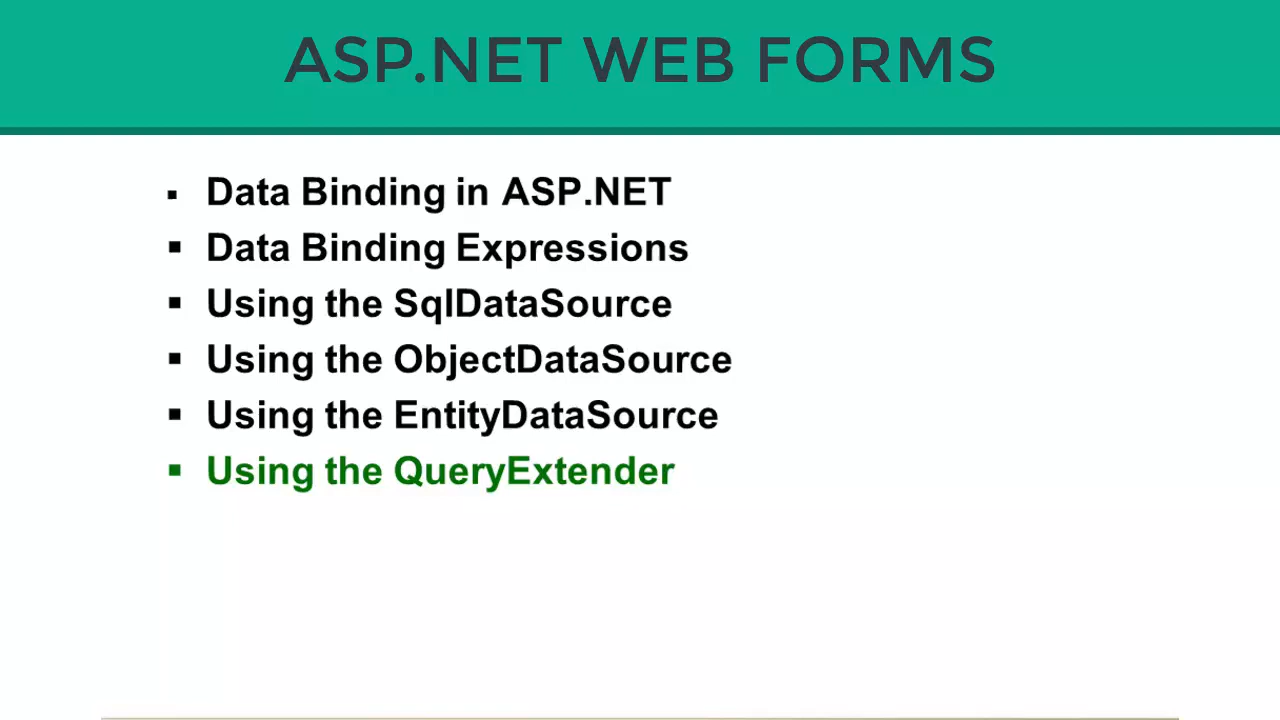 ASP.NET WEB FORMS
▪ Data Binding in ASP.NET
▪ Data Binding Expressions
▪ Using the SqlDataSource
▪ Using the ObjectDataSource
▪ Using the EntityDataSource
▪ Using the QueryExtender